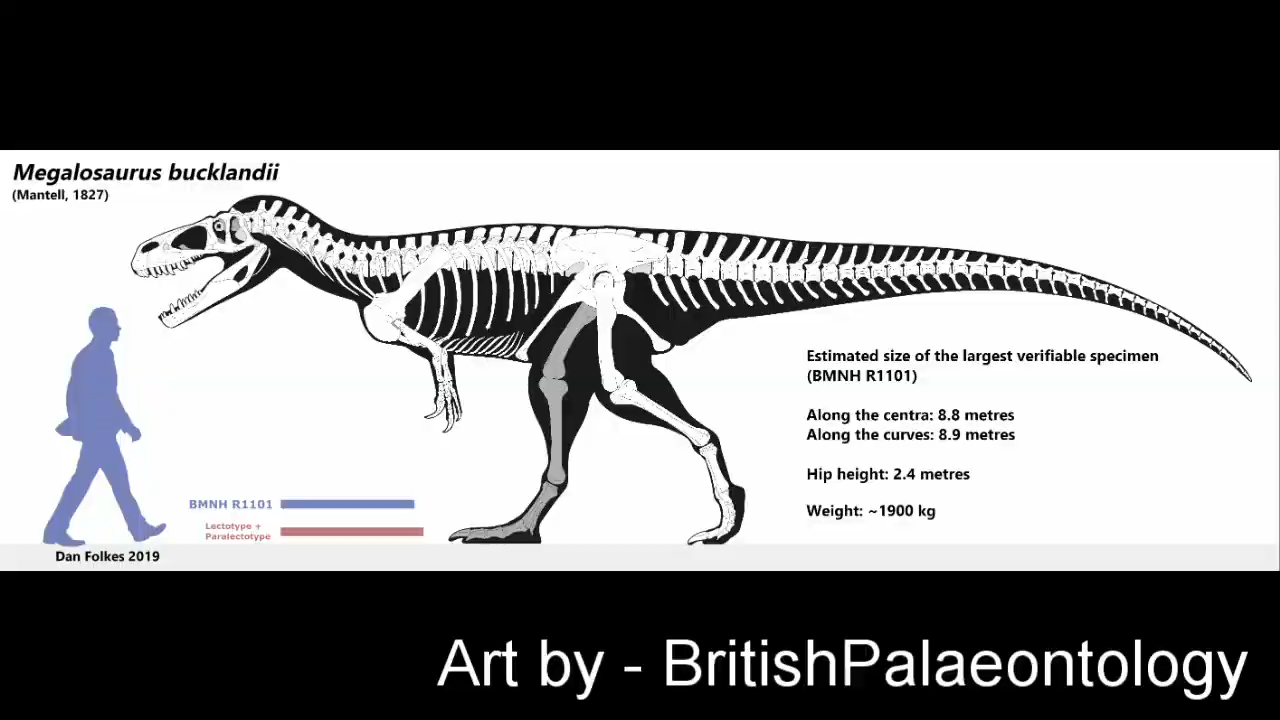 Megalosaurus bucklandii
(Mantell, 1827)
Estimated size of the largest verifiable specimen
(BMNH R1101)
Along the centra: 8.8 metres
Along the curves: 8.9 metres
Hip height: 2.4 metres
Weight: ~1900 kg
BMNH R1101
Lectotype +
Paralectotype
Dan Folkes 2019
Art by - BritishPalaeontology